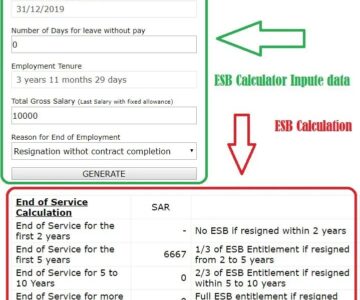 31/12/2019
Number of Days for leave without pay
0
Employment Tenure
3 years 11 months 29 days
Total Gross Salary (Last Salary with fixed allowance)
10000
Reason for End of Employment
Resignation withot contract completion
GENERATE
ESB Calculator Inpute data
ESB Calculation
End of Service Calculation SAR
End of Service for the first 2 years - No ESB if resigned within 2 years
End of Service for the first 5 years 6667 1/3 of ESB Entitlement if resigned from 2 to 5 years
End of Service for 5 to 10 Years 0 2/3 of ESB Entitlement if resigned within 5 to 10 years
End of Service for more 0 Full ESB entitlement if resigned